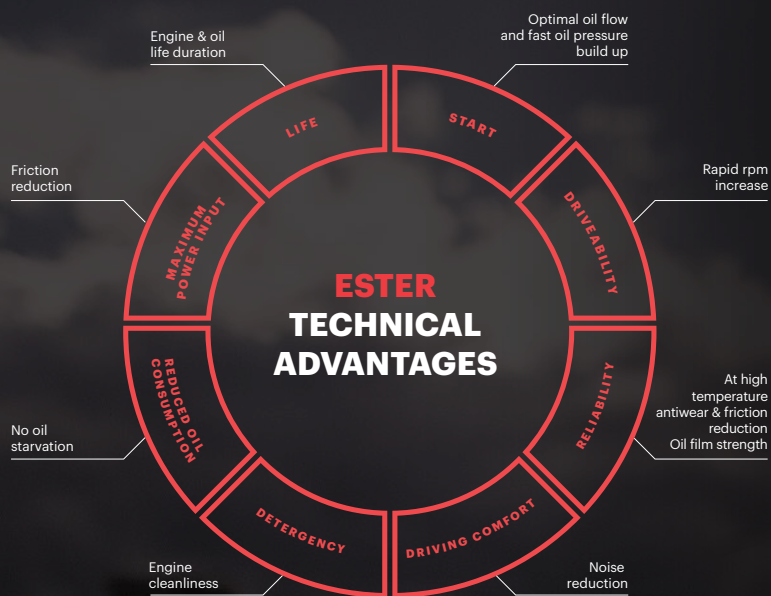 Optimal oil flow
and fast oil pressure
build up
Engine & oil
life duration
LIFE
START
Friction
reduction
Rapid rpm
increase
MAXIMUM
POWER INPUT
DRIVEABILITY
ESTER
TECHNICAL
ADVANTAGES
REDUCED OIL
CONSUMPTION
RELIABILITY
At high
temperature
antiwear & friction
reduction
Oil film strength
No oil
starvation
DETERGENCY
DRIVING COMFORT
Engine
cleanliness
Noise
reduction